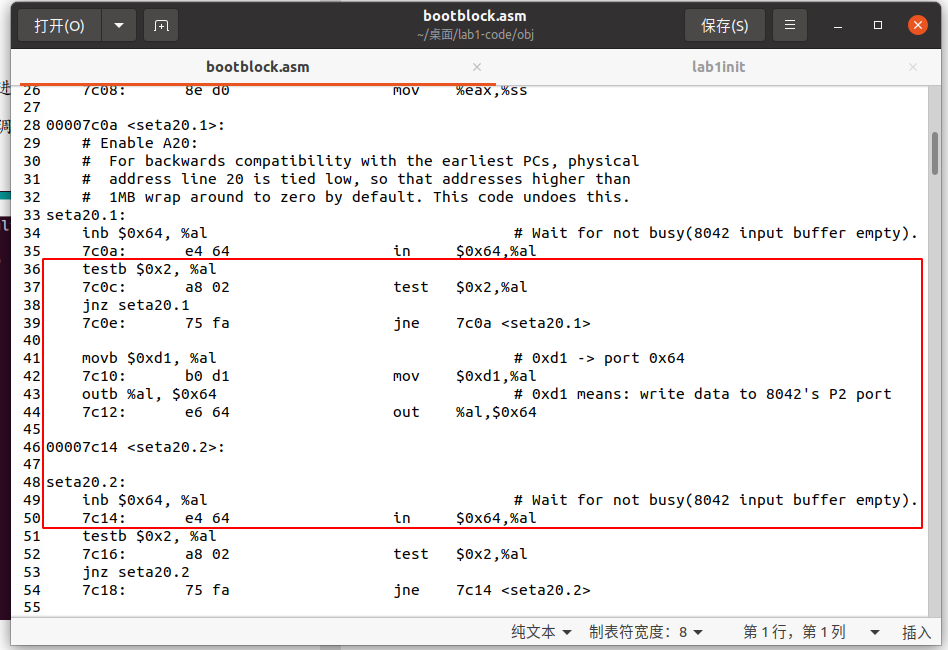 打开(O)
bootblock.asm
~/桌面/lab1-code/obj
保存(S)
bootblock.asm
lab1init
26     7c08:       8e d0                   mov    %eax,%ss
27
28 00007c0a <seta20.1>:
29     # Enable A20:
30     #  For backwards compatibility with the earliest PCs, physical
31     #  address line 20 is tied low, so that addresses higher than
32     #  1MB wrap around to zero by default. This code undoes this.
33 seta20.1:
34     inb $0x64, %al                                  # Wait for not busy(8042 input buffer empty).
35     7c0a:       e4 64                   in     $0x64,%al
36     testb $0x2, %al
37     7c0c:       a8 02                   test   $0x2,%al
38     jnz seta20.1
39     7c0e:       75 fa                   jne    7c0a <seta20.1>
40
41     movb $0xd1, %al                                 # 0xd1 -> port 0x64
42     7c10:       b0 d1                   mov    $0xd1,%al
43     outb %al, $0x64                                 # 0xd1 means: write data to 8042's P2 port
44     7c12:       e6 64                   out    %al,$0x64
45
46 00007c14 <seta20.2>:
47
48 seta20.2:
49     inb $0x64, %al                                  # Wait for not busy(8042 input buffer empty).
50     7c14:       e4 64                   in     $0x64,%al
51     testb $0x2, %al
52     7c16:       a8 02                   test   $0x2,%al
53     jnz seta20.2
54     7c18:       75 fa                   jne    7c14 <seta20.2>
55
纯文本 制表符宽度：8 第 1 行，第 1 列 插入